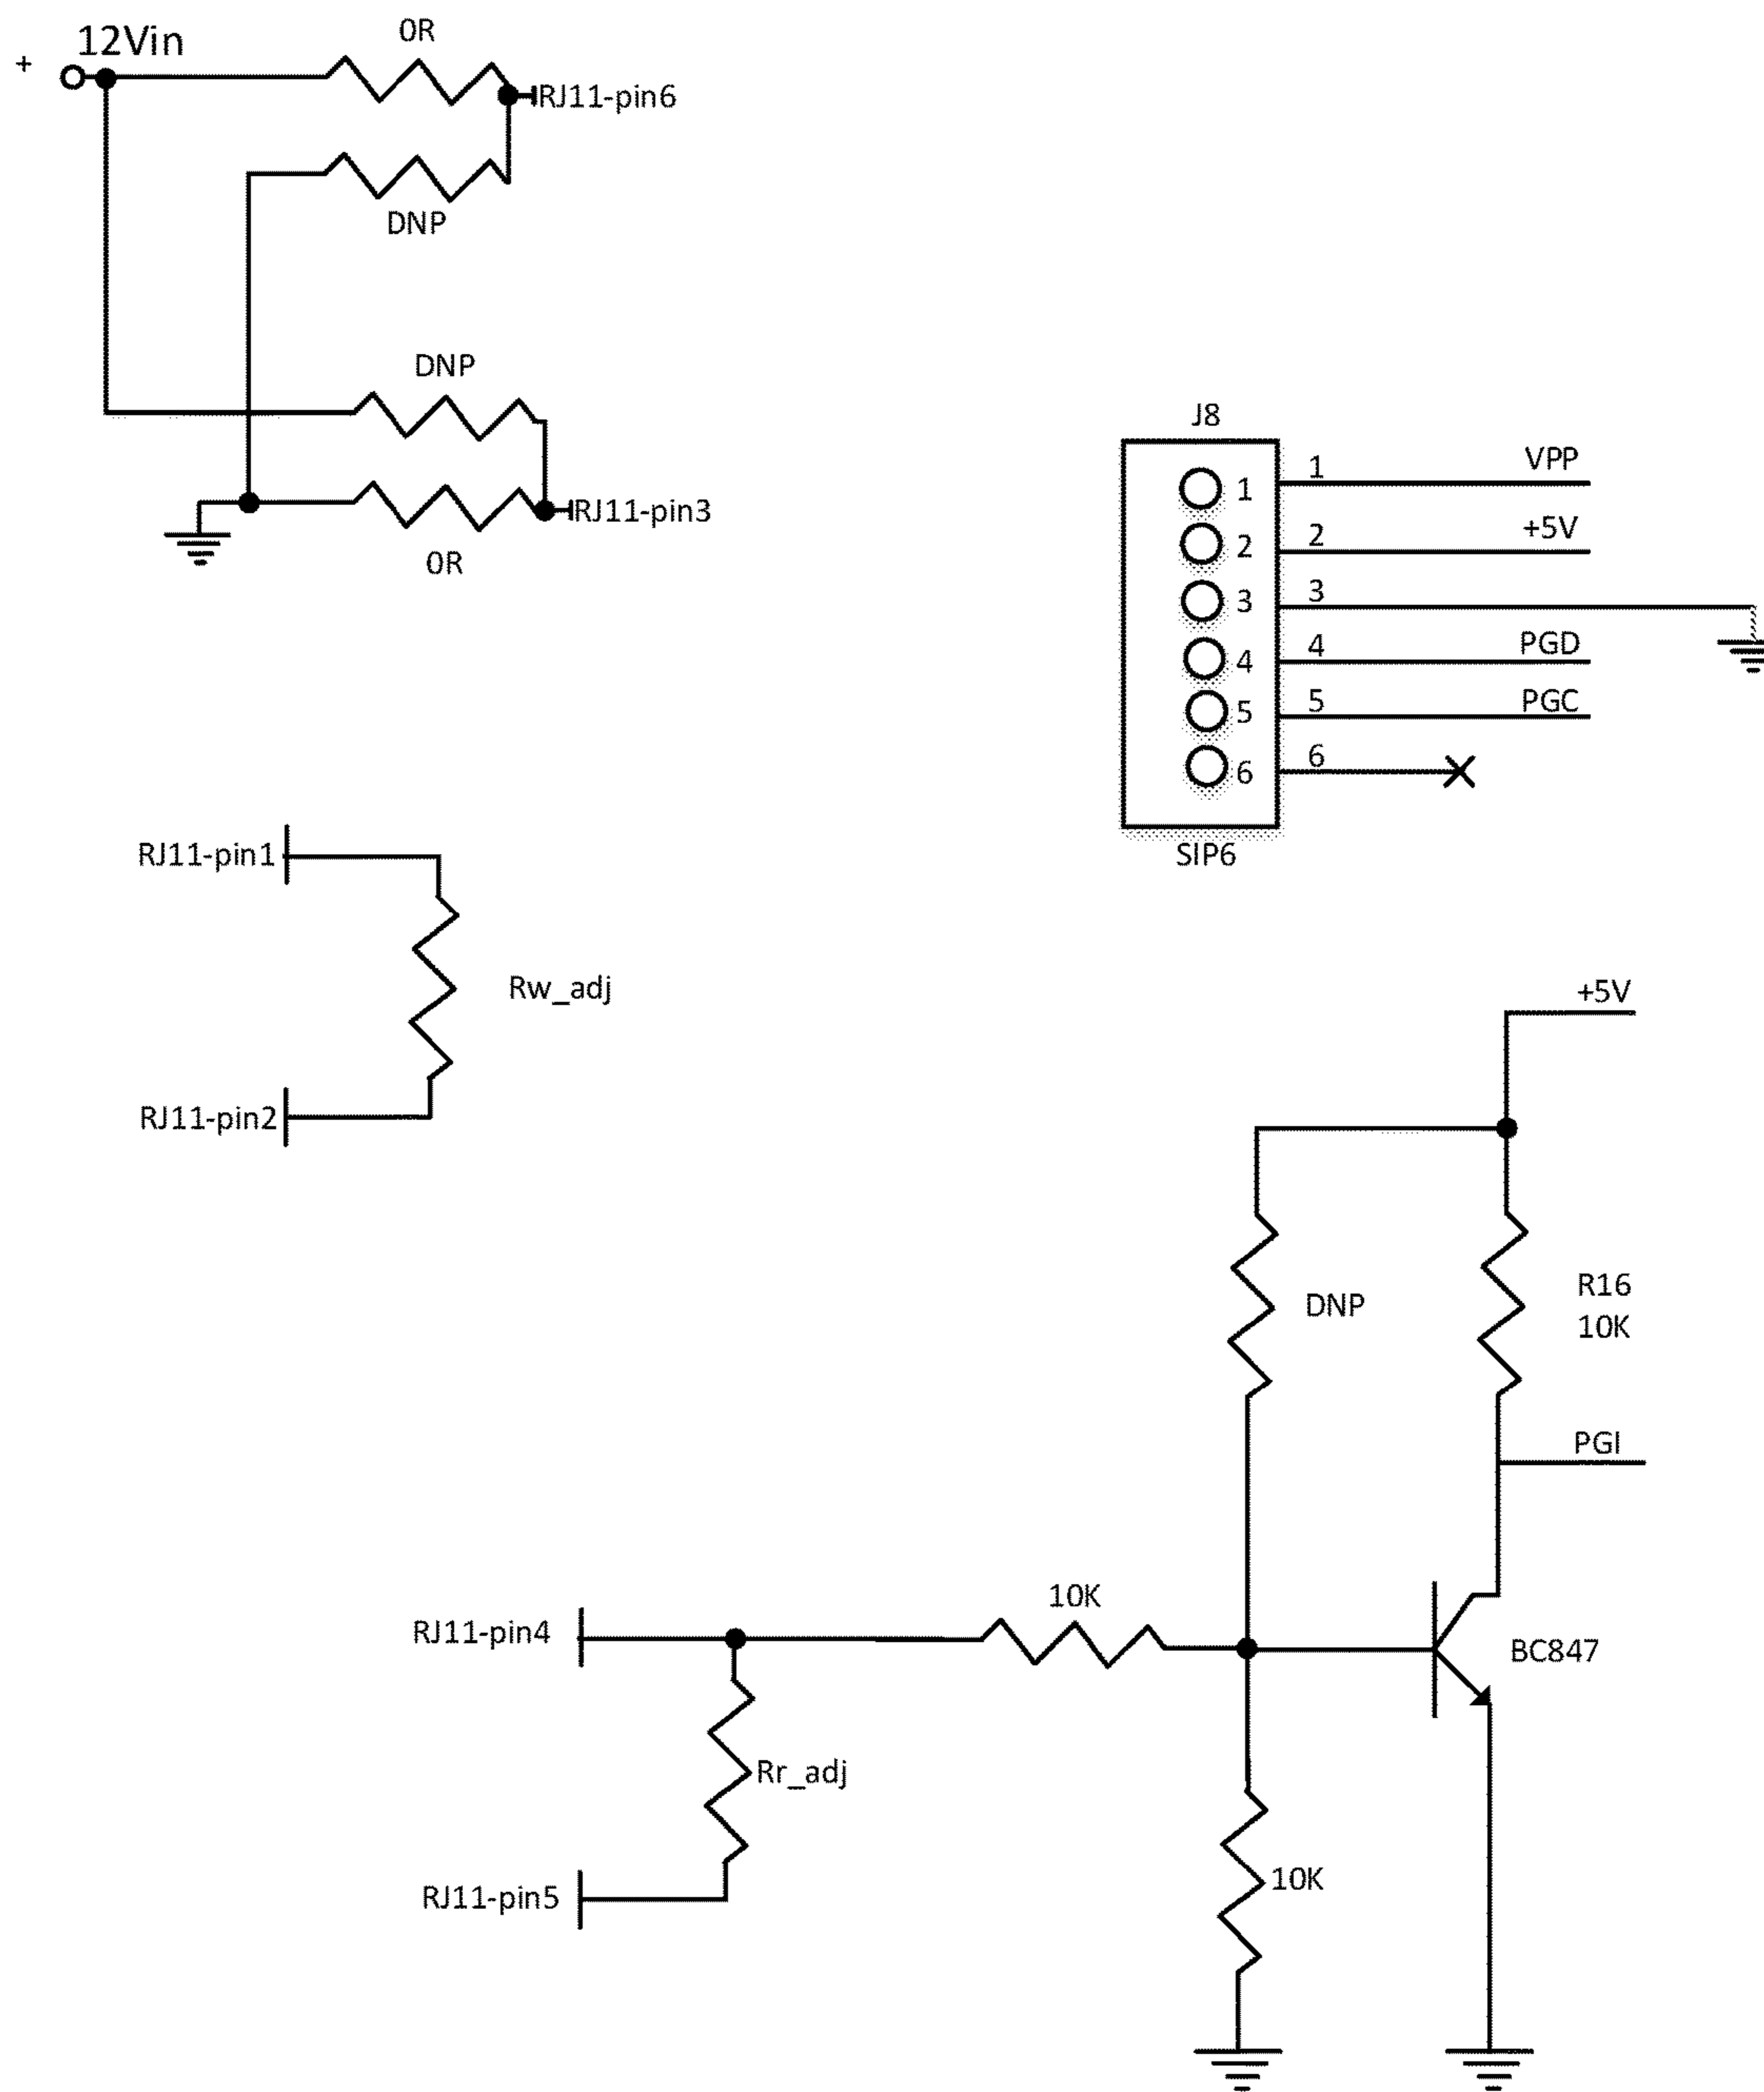 12Vin
+
0R
RJ11-pin6
DNP
DNP
RJ11-pin3
0R
J8
1 1 VPP
2 2 +5V
3 3
4 4 PGD
5 5 PGC
6 6
SIP6
RJ11-pin1
Rw_adj
RJ11-pin2
+5V
DNP
R16
10K
PGI
RJ11-pin4
10K
BC847
Rr_adj
RJ11-pin5
10K